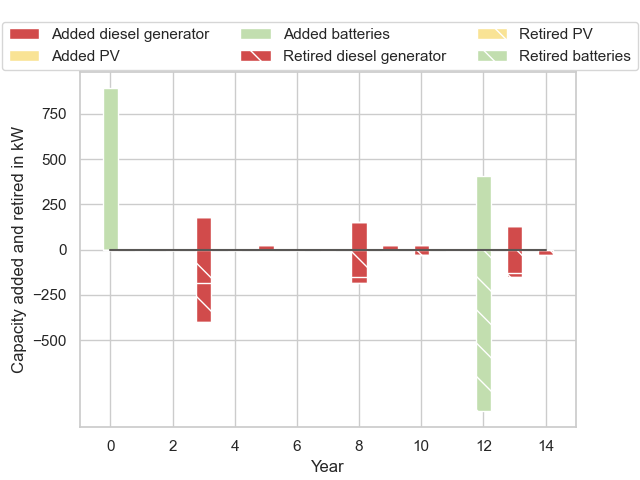 Added diesel generator Added batteries Retired PV
Added PV Retired diesel generator Retired batteries
Capacity added and retired in kW
750
500
250
0
−250
−500
0 2 4 6 8 10 12 14
Year